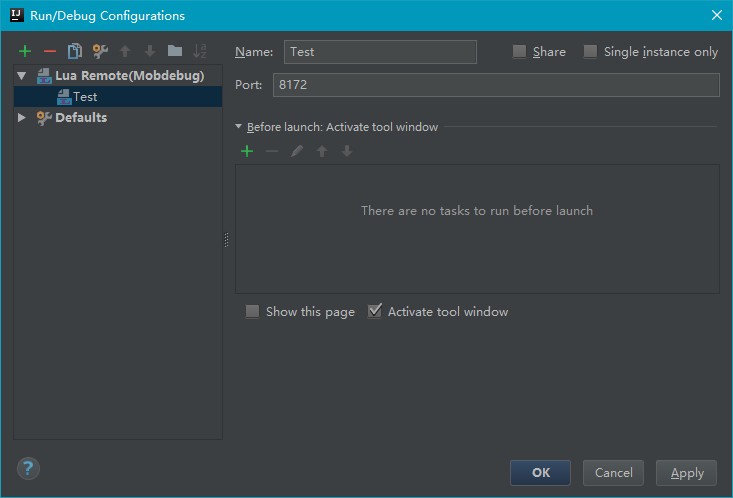 Run/Debug Configurations
Name: Test Share Single instance only
Lua Remote(Mobdebug)
Test
Defaults
Port: 8172
Before launch: Activate tool window
There are no tasks to run before launch
Show this page Activate tool window
? OK Cancel Apply